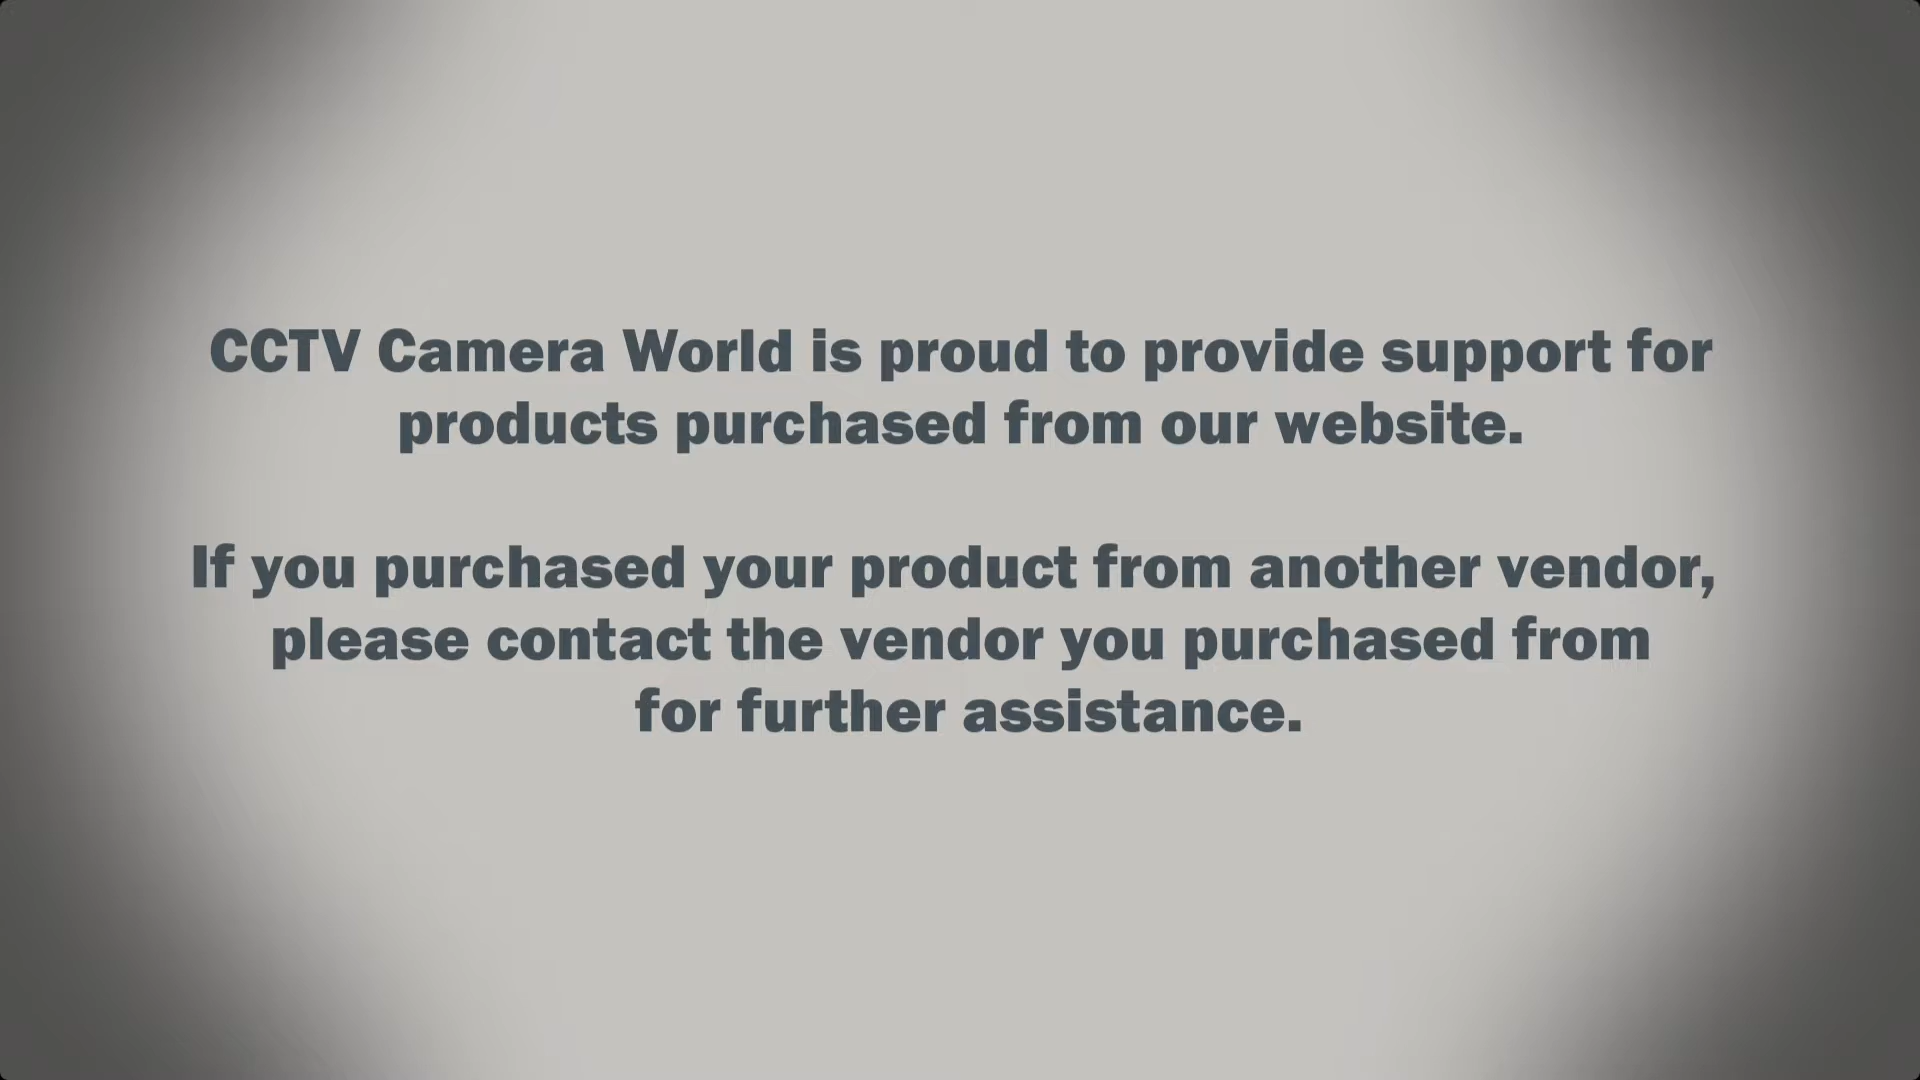 CCTV Camera World is proud to provide support for
products purchased from our website.
If you purchased your product from another vendor,
please contact the vendor you purchased from
for further assistance.